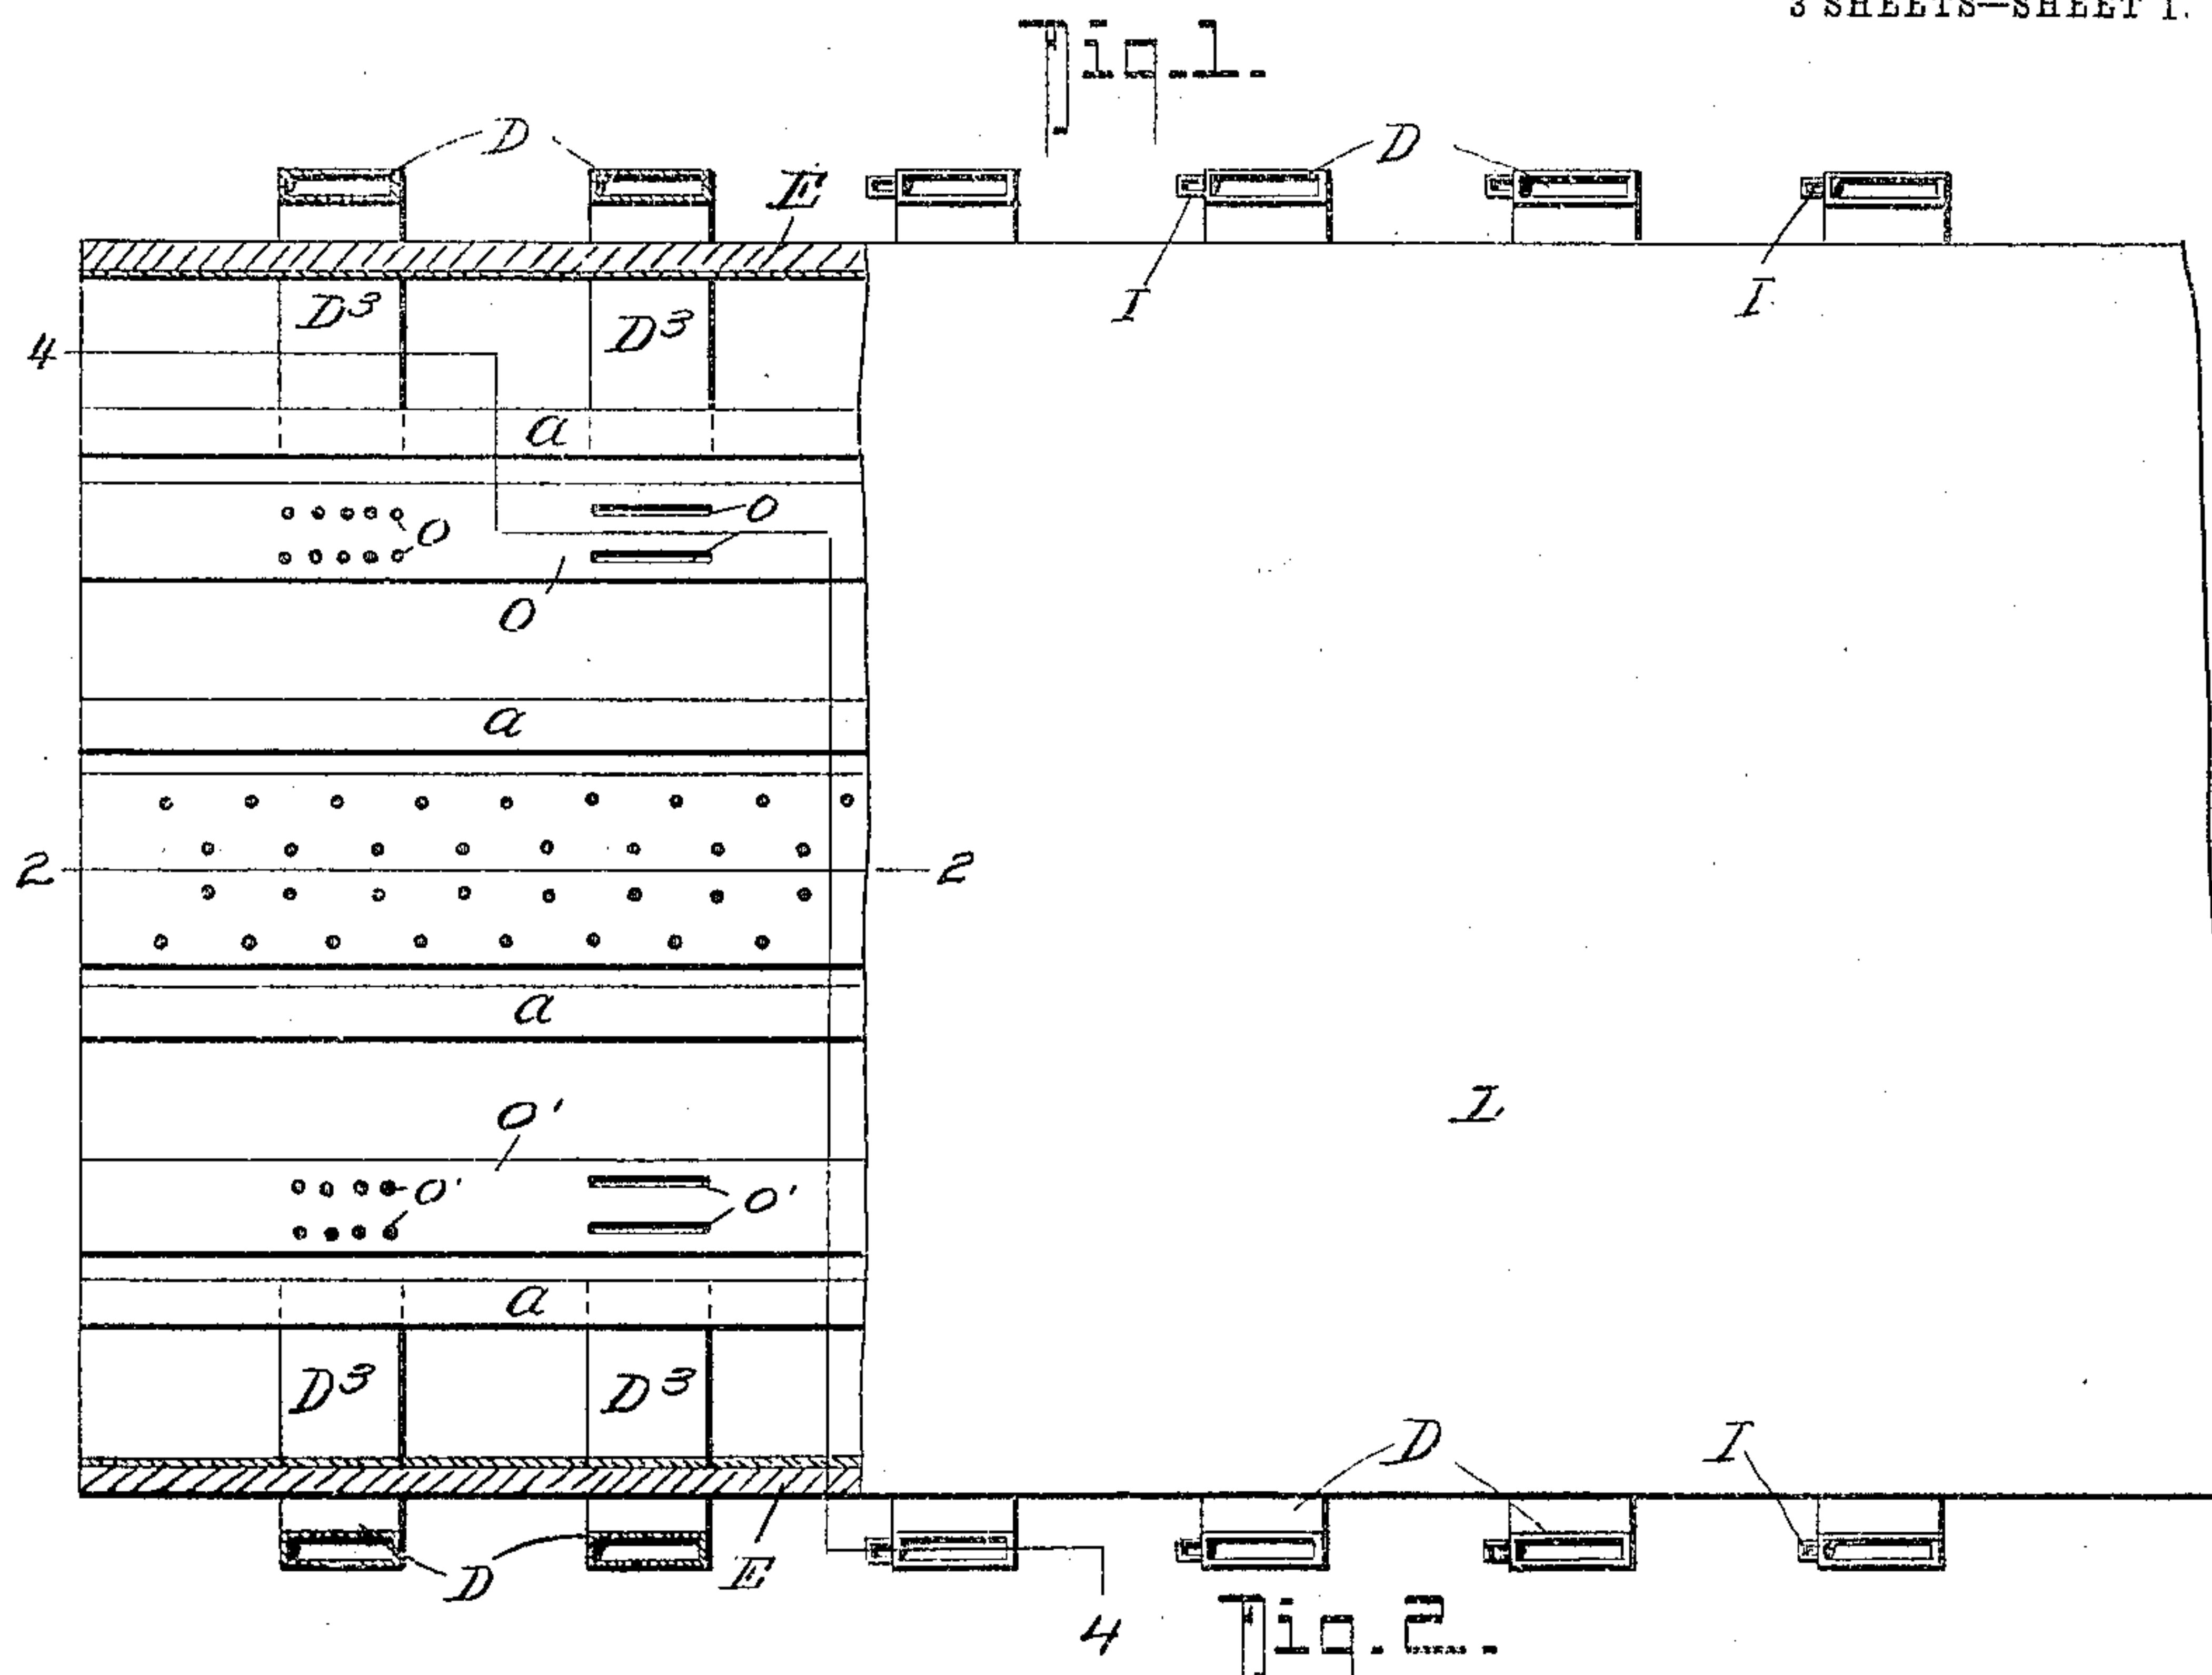 3 SHEETS—SHEET 1.
Fig. 1.
D D
E
I I
D³ D³
4
a
O O
O
a
2 2
a
O'
I
O' O'
a
D³ D³
D I
D E
4
Fig. 2.